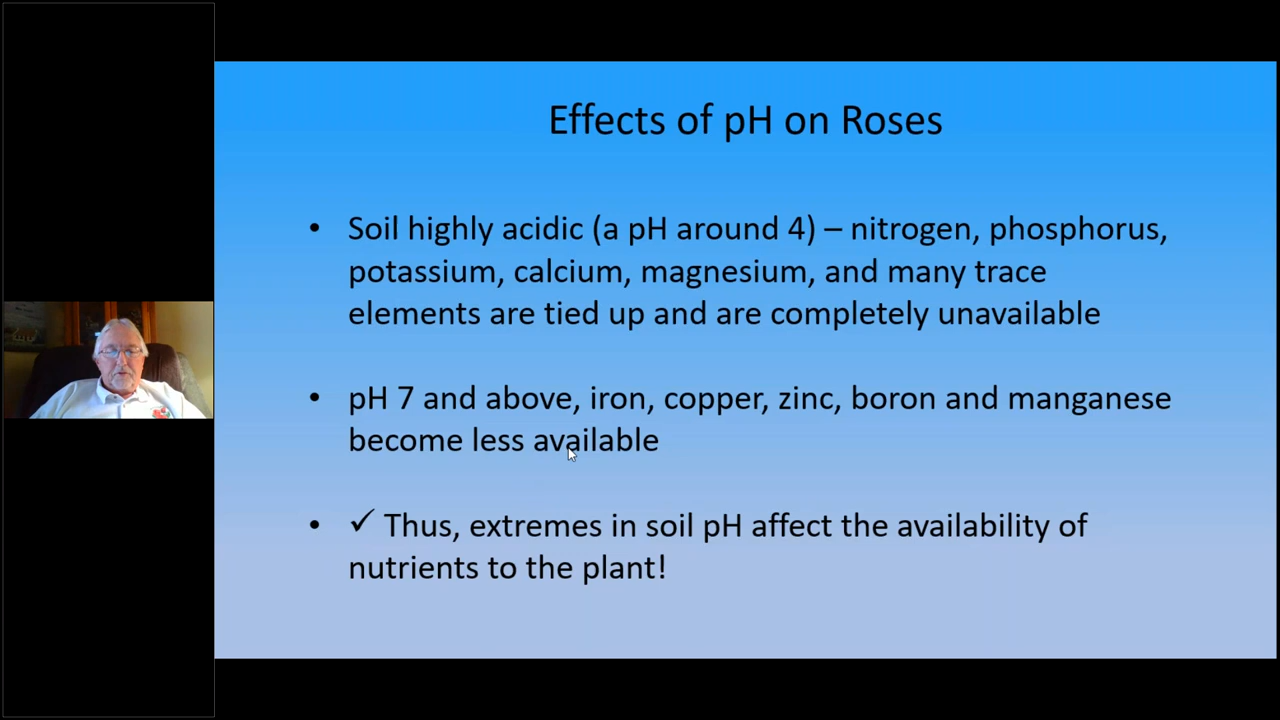 Effects of pH on Roses
• Soil highly acidic (a pH around 4) – nitrogen, phosphorus,
potassium, calcium, magnesium, and many trace
elements are tied up and are completely unavailable
• pH 7 and above, iron, copper, zinc, boron and manganese
become less available
• ✓ Thus, extremes in soil pH affect the availability of
nutrients to the plant!